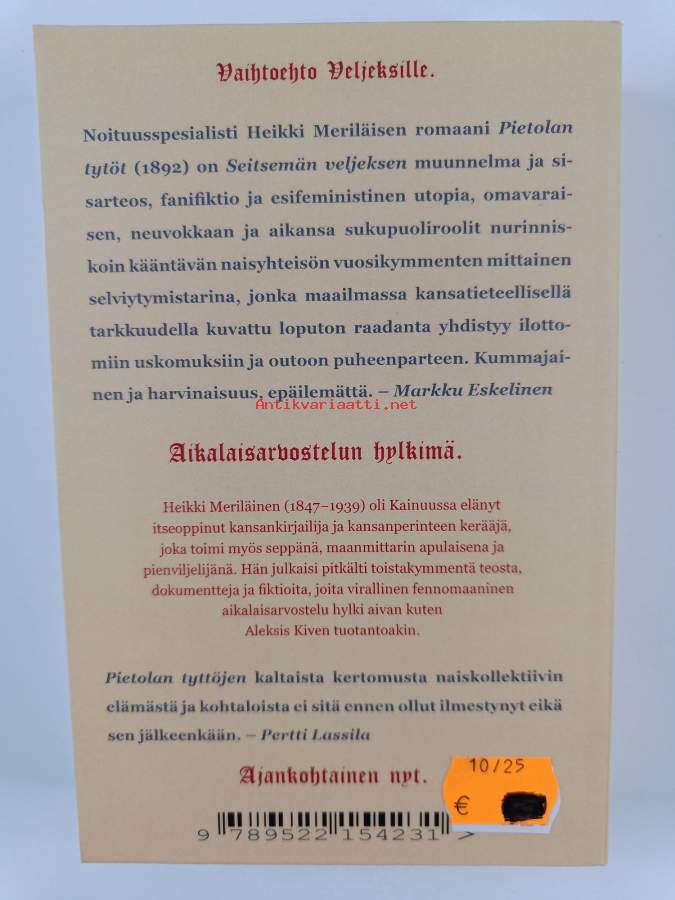 Vaihtoehto Veljeksille.
Noituusspesialisti Heikki Meriläisen romaani Pietolan
tytöt (1892) on Seitsemän veljeksen muunnelma ja si-
sarteos, fanifiktio ja esifeministinen utopia, omavarai-
sen, neuvokkaan ja aikansa sukupuoliroolit nurinnis-
koin kääntävän naisyhteisön vuosikymmenten mittainen
selviytymistarina, jonka maailmassa kansatieteellisellä
tarkkuudella kuvattu loputon raadanta yhdistyy ilotto-
miin uskomuksiin ja outoon puheenparteen. Kummajai-
nen ja harvinaisuus, epäilemättä. – Markku Eskelinen
Antikvariaatti.net
Aikalaisarvostelun hylkimä.
Heikki Meriläinen (1847–1939) oli Kainuussa elänyt
itseoppinut kansankirjailija ja kansanperinteen kerääjä,
joka toimi myös seppänä, maanmittarin apulaisena ja
pienviljelijänä. Hän julkaisi pitkälti toistakymmentä teosta,
dokumentteja ja fiktioita, joita virallinen fennomaaninen
aikalaisarvostelu hylki aivan kuten
Aleksis Kiven tuotantoakin.
Pietolan tyttöjen kaltaista kertomusta naiskollektiivin
elämästä ja kohtaloista ei sitä ennen ollut ilmestynyt eikä
sen jälkeenkään. – Pertti Lassila
Ajankohtainen nyt.
10/25
€
9 789522 154231 >